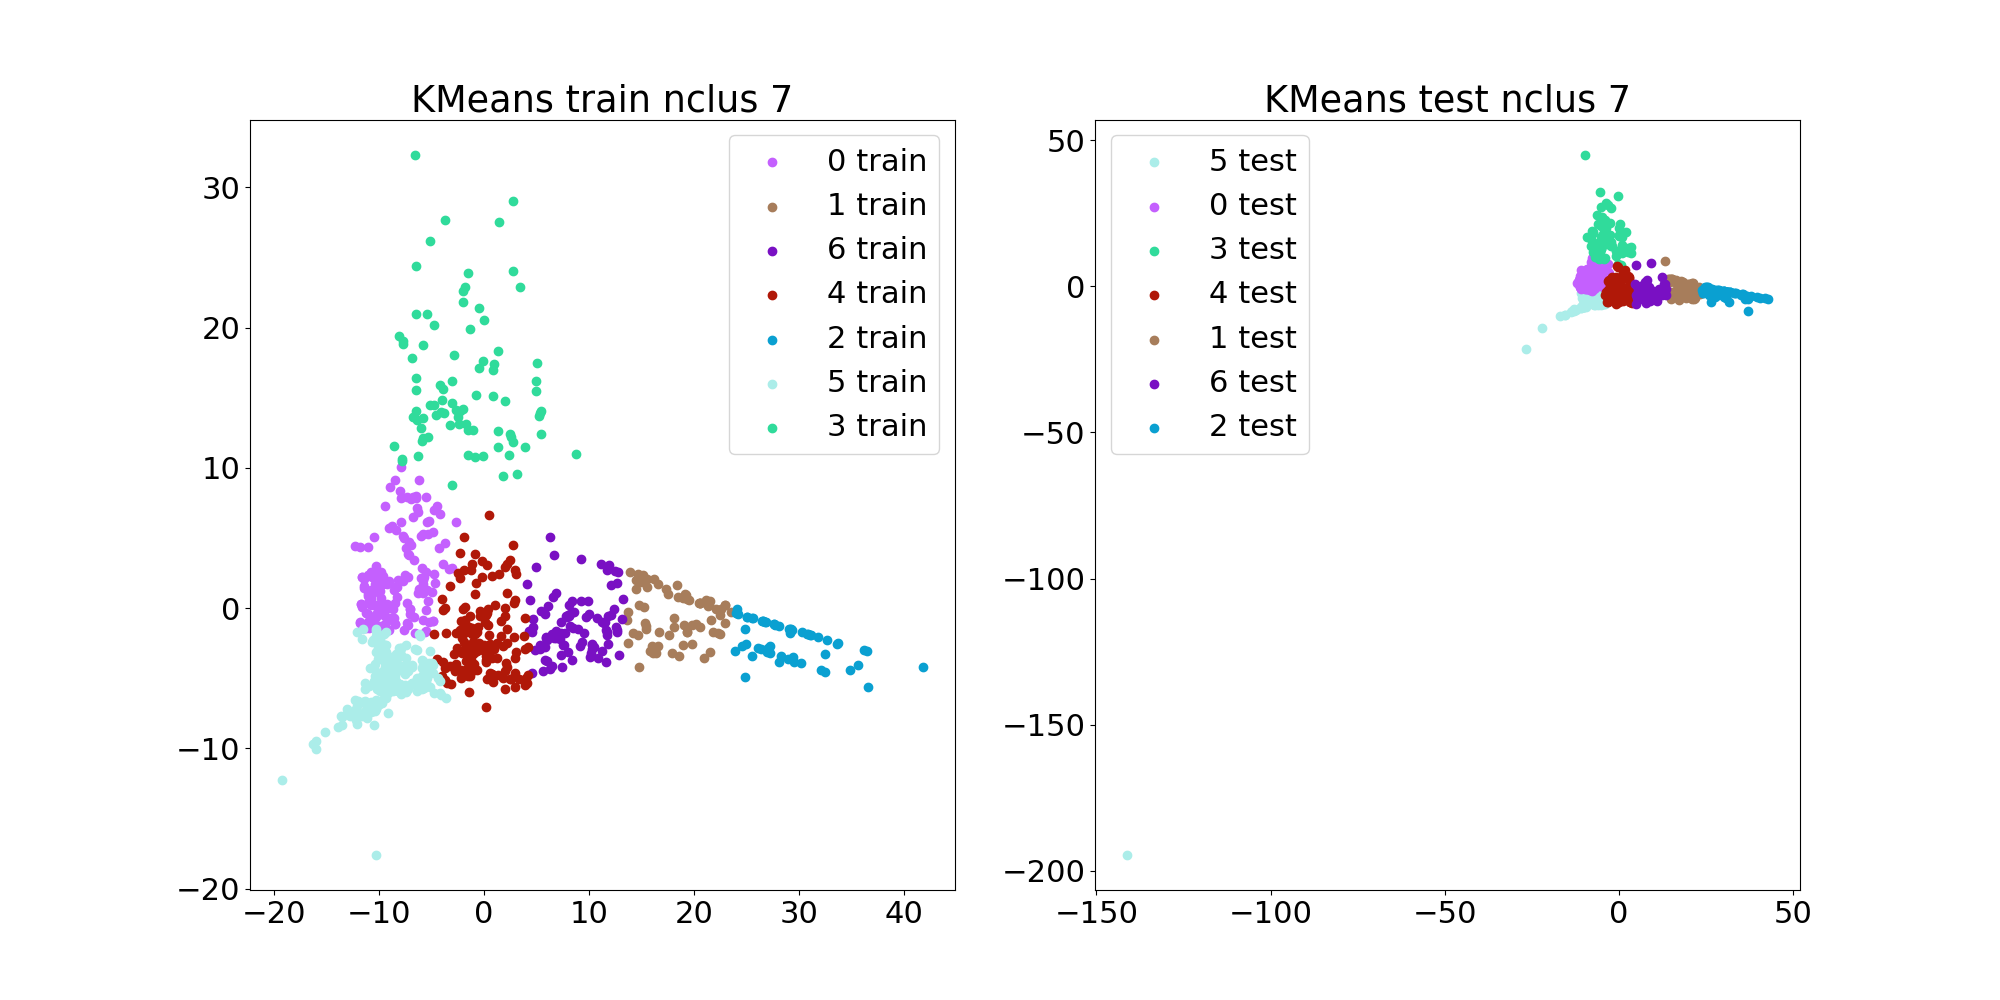 KMeans train nclus 7
30
20
10
0
−10
−20
−20
−10
0
10
20
30
40
0 train
1 train
6 train
4 train
2 train
5 train
3 train
KMeans test nclus 7
50
0
−50
−100
−150
−200
−150
−100
−50
0
50
5 test
0 test
3 test
4 test
1 test
6 test
2 test